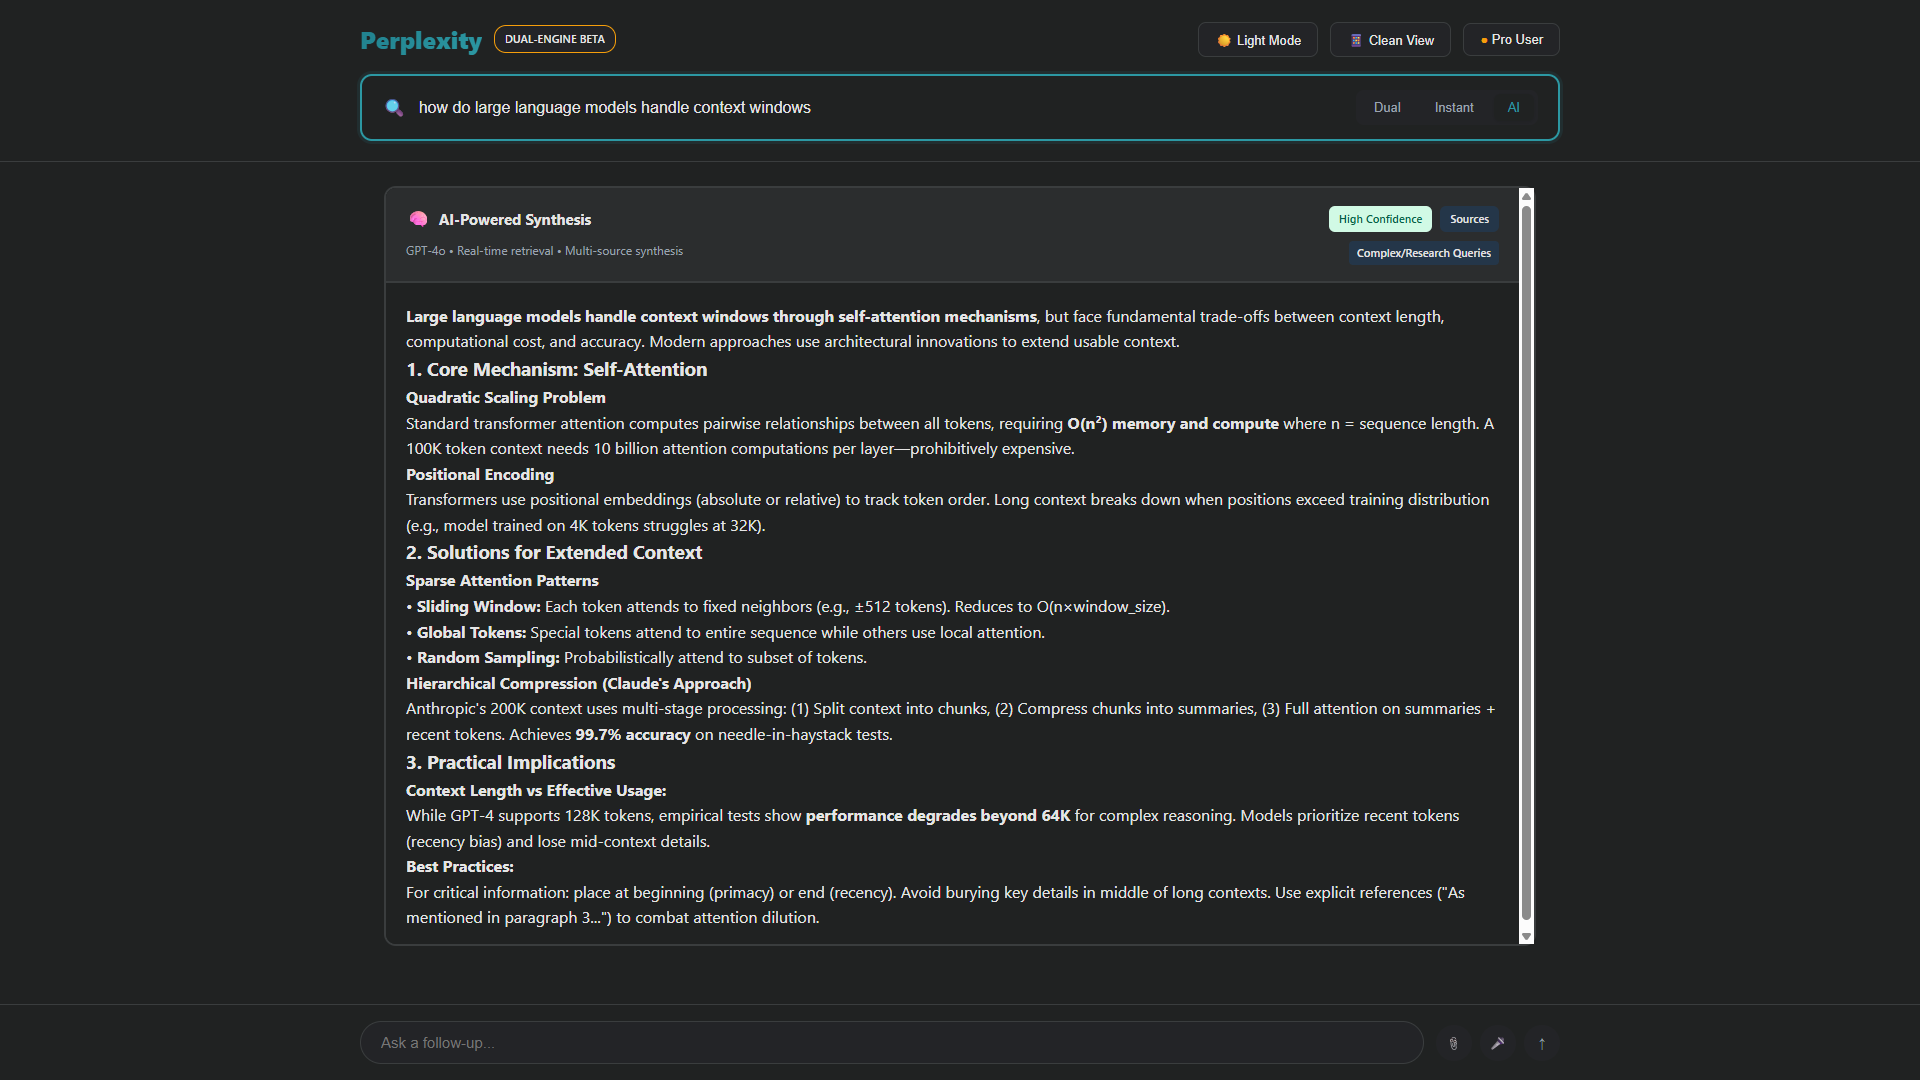 Perplexity
DUAL-ENGINE BETA
Light Mode
Clean View
Pro User
how do large language models handle context windows
Dual
Instant
AI
AI-Powered Synthesis
High Confidence
Sources
GPT-4o • Real-time retrieval • Multi-source synthesis
Complex/Research Queries
Large language models handle context windows through self-attention mechanisms, but face fundamental trade-offs between context length,
computational cost, and accuracy. Modern approaches use architectural innovations to extend usable context.
1. Core Mechanism: Self-Attention
Quadratic Scaling Problem
Standard transformer attention computes pairwise relationships between all tokens, requiring O(n²) memory and compute where n = sequence length. A
100K token context needs 10 billion attention computations per layer—prohibitively expensive.
Positional Encoding
Transformers use positional embeddings (absolute or relative) to track token order. Long context breaks down when positions exceed training distribution
(e.g., model trained on 4K tokens struggles at 32K).
2. Solutions for Extended Context
Sparse Attention Patterns
• Sliding Window: Each token attends to fixed neighbors (e.g., ±512 tokens). Reduces to O(n×window_size).
• Global Tokens: Special tokens attend to entire sequence while others use local attention.
• Random Sampling: Probabilistically attend to subset of tokens.
Hierarchical Compression (Claude's Approach)
Anthropic's 200K context uses multi-stage processing: (1) Split context into chunks, (2) Compress chunks into summaries, (3) Full attention on summaries +
recent tokens. Achieves 99.7% accuracy on needle-in-haystack tests.
3. Practical Implications
Context Length vs Effective Usage:
While GPT-4 supports 128K tokens, empirical tests show performance degrades beyond 64K for complex reasoning. Models prioritize recent tokens
(recency bias) and lose mid-context details.
Best Practices:
For critical information: place at beginning (primacy) or end (recency). Avoid burying key details in middle of long contexts. Use explicit references ("As
mentioned in paragraph 3...") to combat attention dilution.
Ask a follow-up...